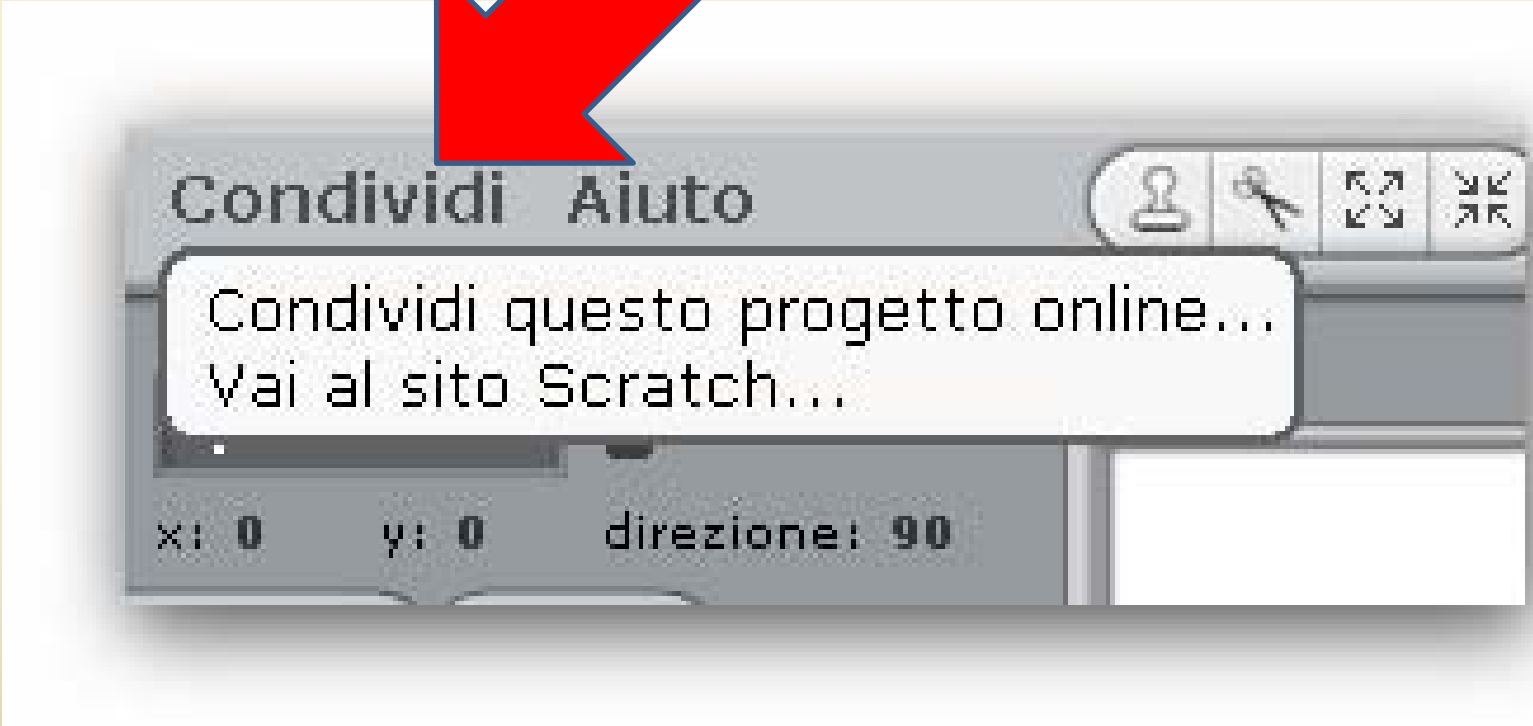 Condividi Aiuto
Condividi questo progetto online...
Vai al sito Scratch...
x: 0 y: 0 direzione: 90